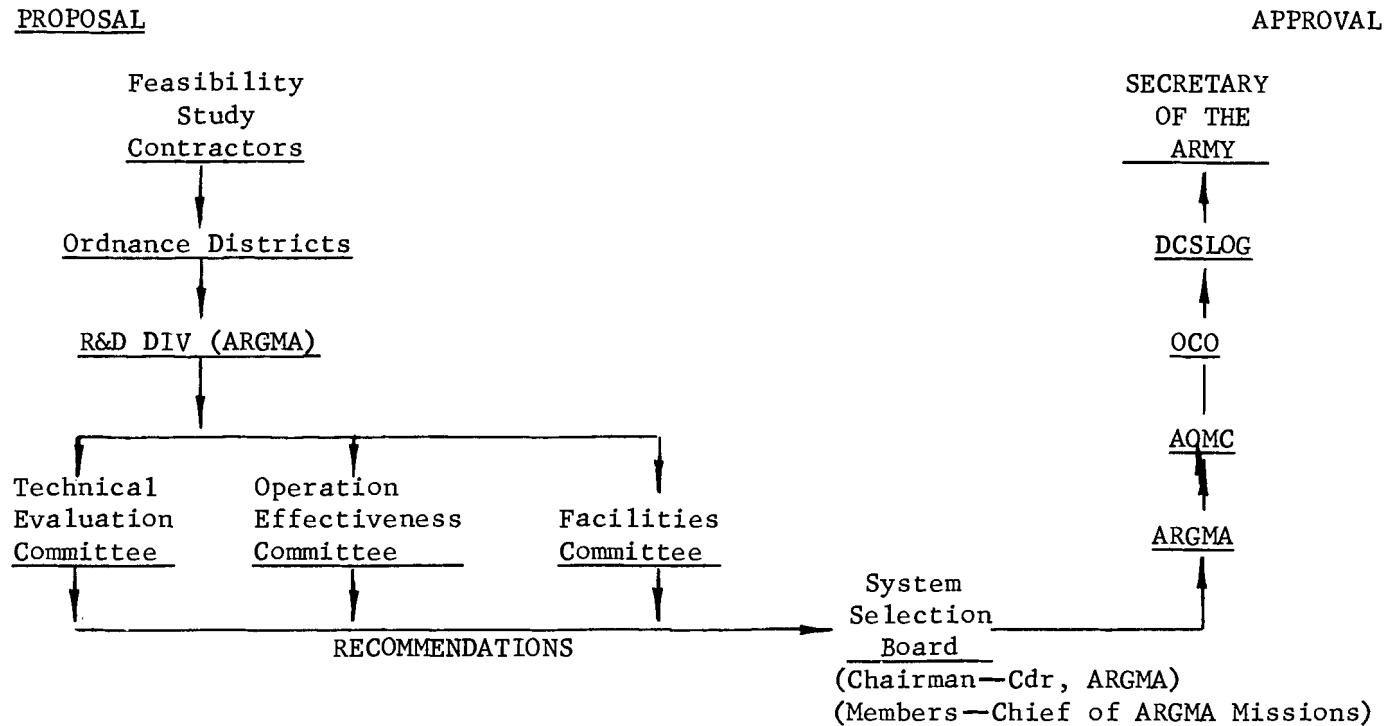 PROPOSAL
APPROVAL
Feasibility
Study
Contractors
Ordnance Districts
R&D DIV (ARGMA)
Technical
Evaluation
Committee
Operation
Effectiveness
Committee
Facilities
Committee
RECOMMENDATIONS
System
Selection
Board
(Chairman—Cdr, ARGMA)
(Members—Chief of ARGMA Missions)
SECRETARY
OF THE
ARMY
DCSLOG
OCO
AOMC
ARGMA